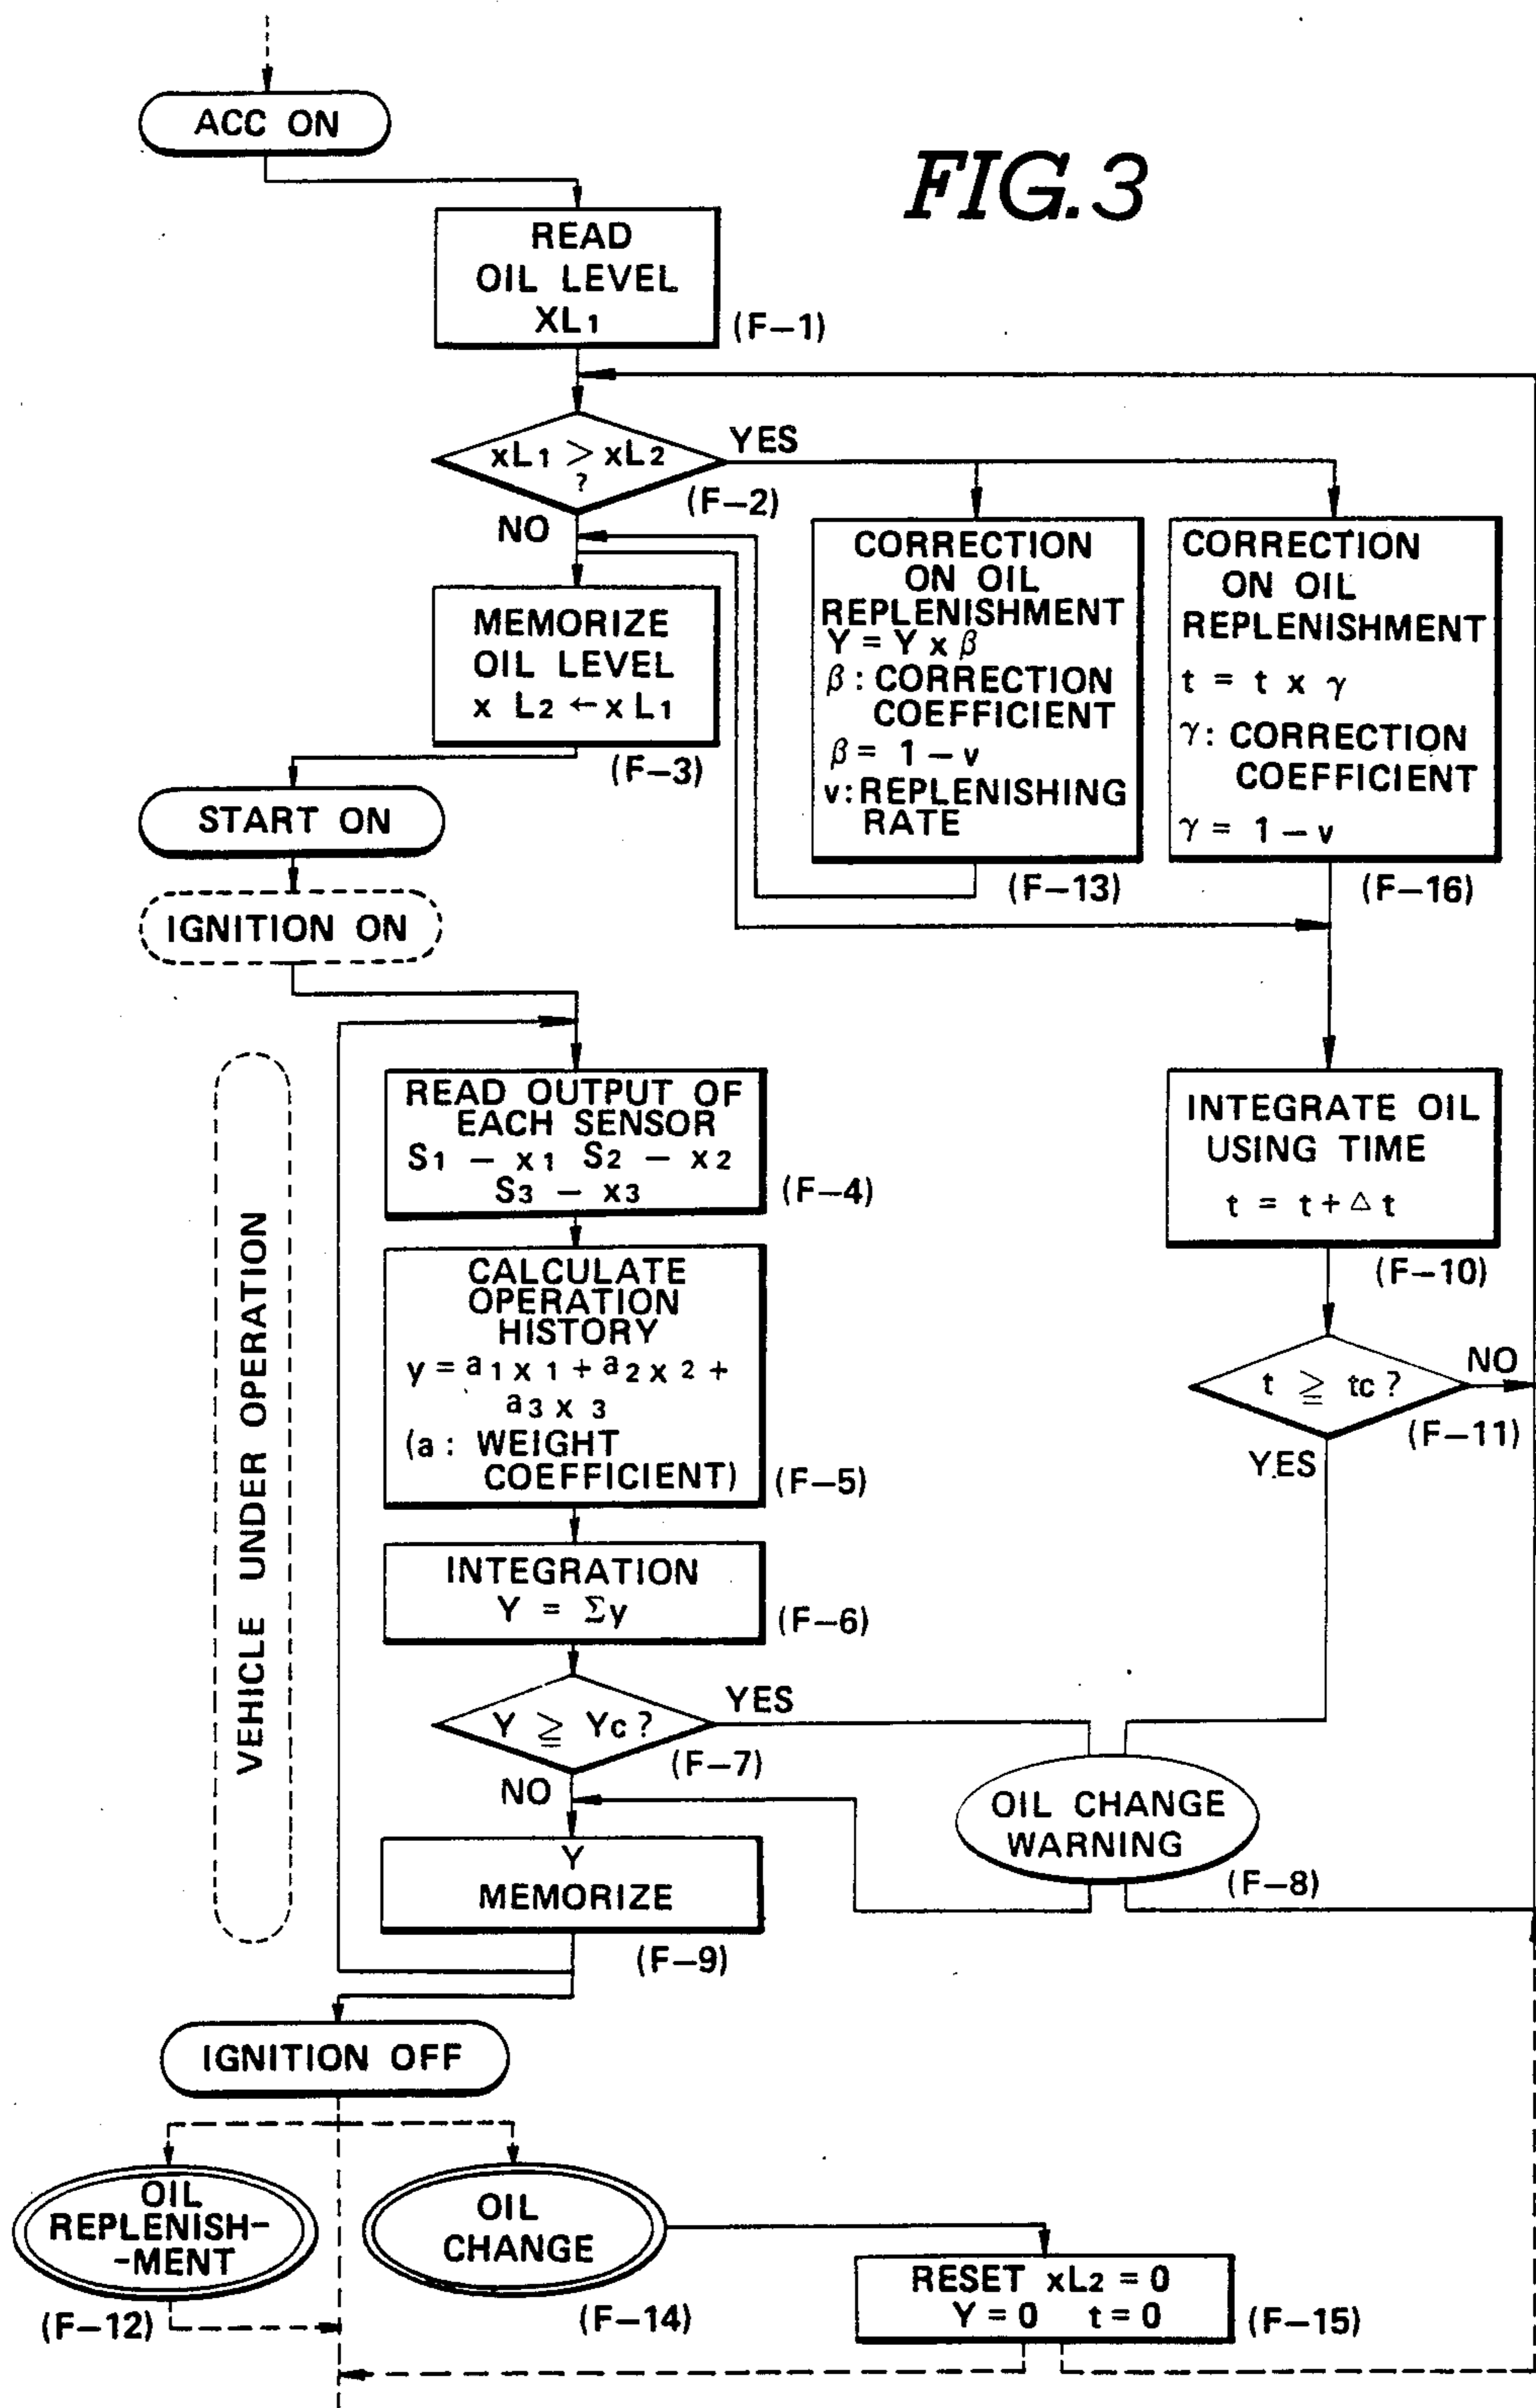 ACC ON
FIG. 3
READ
OIL LEVEL
XL1
(F-1)
xL1 > xL2
?
YES
(F-2)
NO
MEMORIZE
OIL LEVEL
x L2 ← x L1
(F-3)
CORRECTION
ON OIL
REPLENISHMENT
Y = Y x β
β : CORRECTION
COEFFICIENT
β = 1 - v
v : REPLENISHING
RATE
(F-13)
CORRECTION
ON OIL
REPLENISHMENT
t = t x γ
γ : CORRECTION
COEFFICIENT
γ = 1 - v
(F-16)
START ON
IGNITION ON
VEHICLE UNDER OPERATION
READ OUTPUT OF
EACH SENSOR
S1 - x1 S2 - x2
S3 - x3
(F-4)
INTEGRATE OIL
USING TIME
t = t + Δ t
(F-10)
CALCULATE
OPERATION
HISTORY
y = a1 x 1 + a2 x 2 +
a3 x 3
(a : WEIGHT
COEFFICIENT)
(F-5)
t ≧ tc ?
NO
(F-11)
YES
INTEGRATION
Y = Σy
(F-6)
Y ≧ Yc ?
YES
(F-7)
NO
OIL CHANGE
WARNING
(F-8)
Y
MEMORIZE
(F-9)
IGNITION OFF
OIL
REPLENISH-
-MENT
(F-12)
OIL
CHANGE
(F-14)
RESET xL2 = 0
Y = 0 t = 0
(F-15)